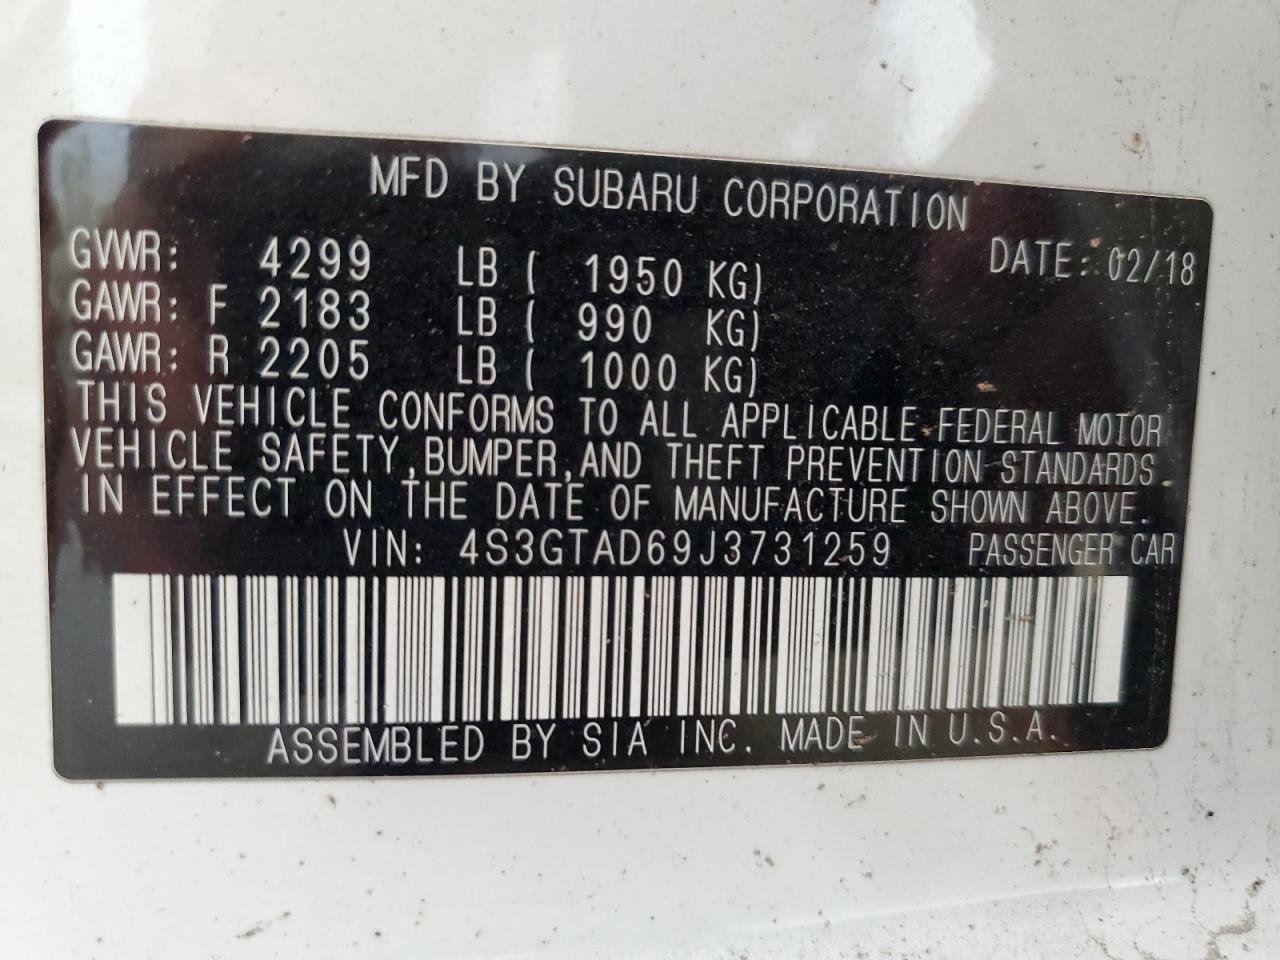 MFD BY SUBARU CORPORATION
GVWR: 4299 LB ( 1950 KG) DATE: 02/18
GAWR: F 2183 LB ( 990 KG)
GAWR: R 2205 LB ( 1000 KG)
THIS VEHICLE CONFORMS TO ALL APPLICABLE FEDERAL MOTOR
VEHICLE SAFETY, BUMPER, AND THEFT PREVENTION STANDARDS.
IN EFFECT ON THE DATE OF MANUFACTURE SHOWN ABOVE.
VIN: 4S3GTAD69J3731259 PASSENGER CAR
ASSEMBLED BY SIA INC. MADE IN U.S.A.